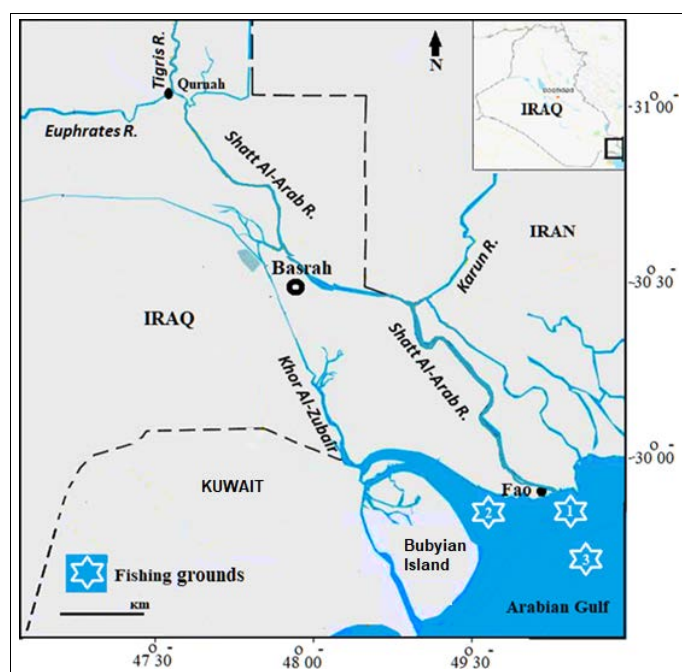 N
Tigris R.
Qurnah
31° 00
Euphrates R.
IRAQ
Shatt Al-Arab R.
IRAN
Karun R.
Basrah
30° 30
IRAQ
Shatt Al-Arab R.
Khor Al-Zubair
30° 00
KUWAIT
Fao
2
1
Bubyian
Island
3
Fishing grounds
KM
Arabian Gulf
47° 30
48° 00
49° 30